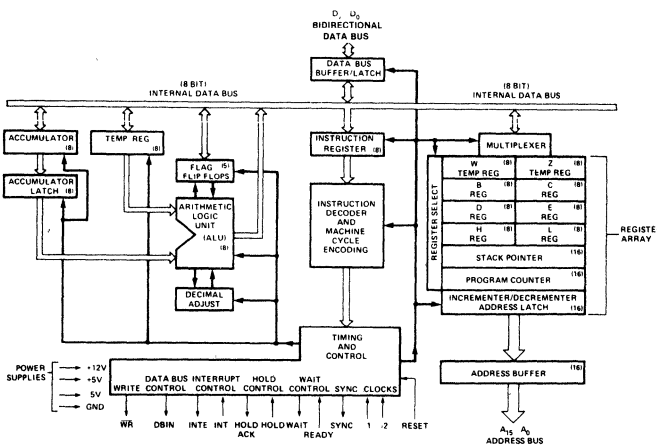 D, D0
BIDIRECTIONAL
DATA BUS
DATA BUS
BUFFER/LATCH
(8 BIT)
INTERNAL DATA BUS
(8 BIT)
INTERNAL DATA BUS
ACCUMULATOR
(8)
TEMP REG
(8)
INSTRUCTION
REGISTER (8)
MULTIPLEXER
ACCUMULATOR
LATCH (8)
FLAG (5)
FLIP FLOPS
ARITHMETIC
LOGIC
UNIT
(ALU)
(8)
DECIMAL
ADJUST
INSTRUCTION
DECODER
AND
MACHINE
CYCLE
ENCODING
REGISTER SELECT
W (8)
TEMP REG
Z (8)
TEMP REG
B (8)
REG
C (8)
REG
D (8)
REG
E (8)
REG
H (8)
REG
L (8)
REG
STACK POINTER (16)
PROGRAM COUNTER (16)
INCREMENTER/DECREMENTER
ADDRESS LATCH (16)
REGISTE
ARRAY
ADDRESS BUFFER (16)
A15 A0
ADDRESS BUS
TIMING
AND
CONTROL
WRITE
DATA BUS
CONTROL
INTERRUPT
CONTROL
HOLD
CONTROL
WAIT
CONTROL
SYNC
CLOCKS
POWER
SUPPLIES
+12V
+5V
5V
GND
WR
DBIN
INTE
INT
HOLD
ACK
HOLD
WAIT
READY
SYNC
1
2
RESET